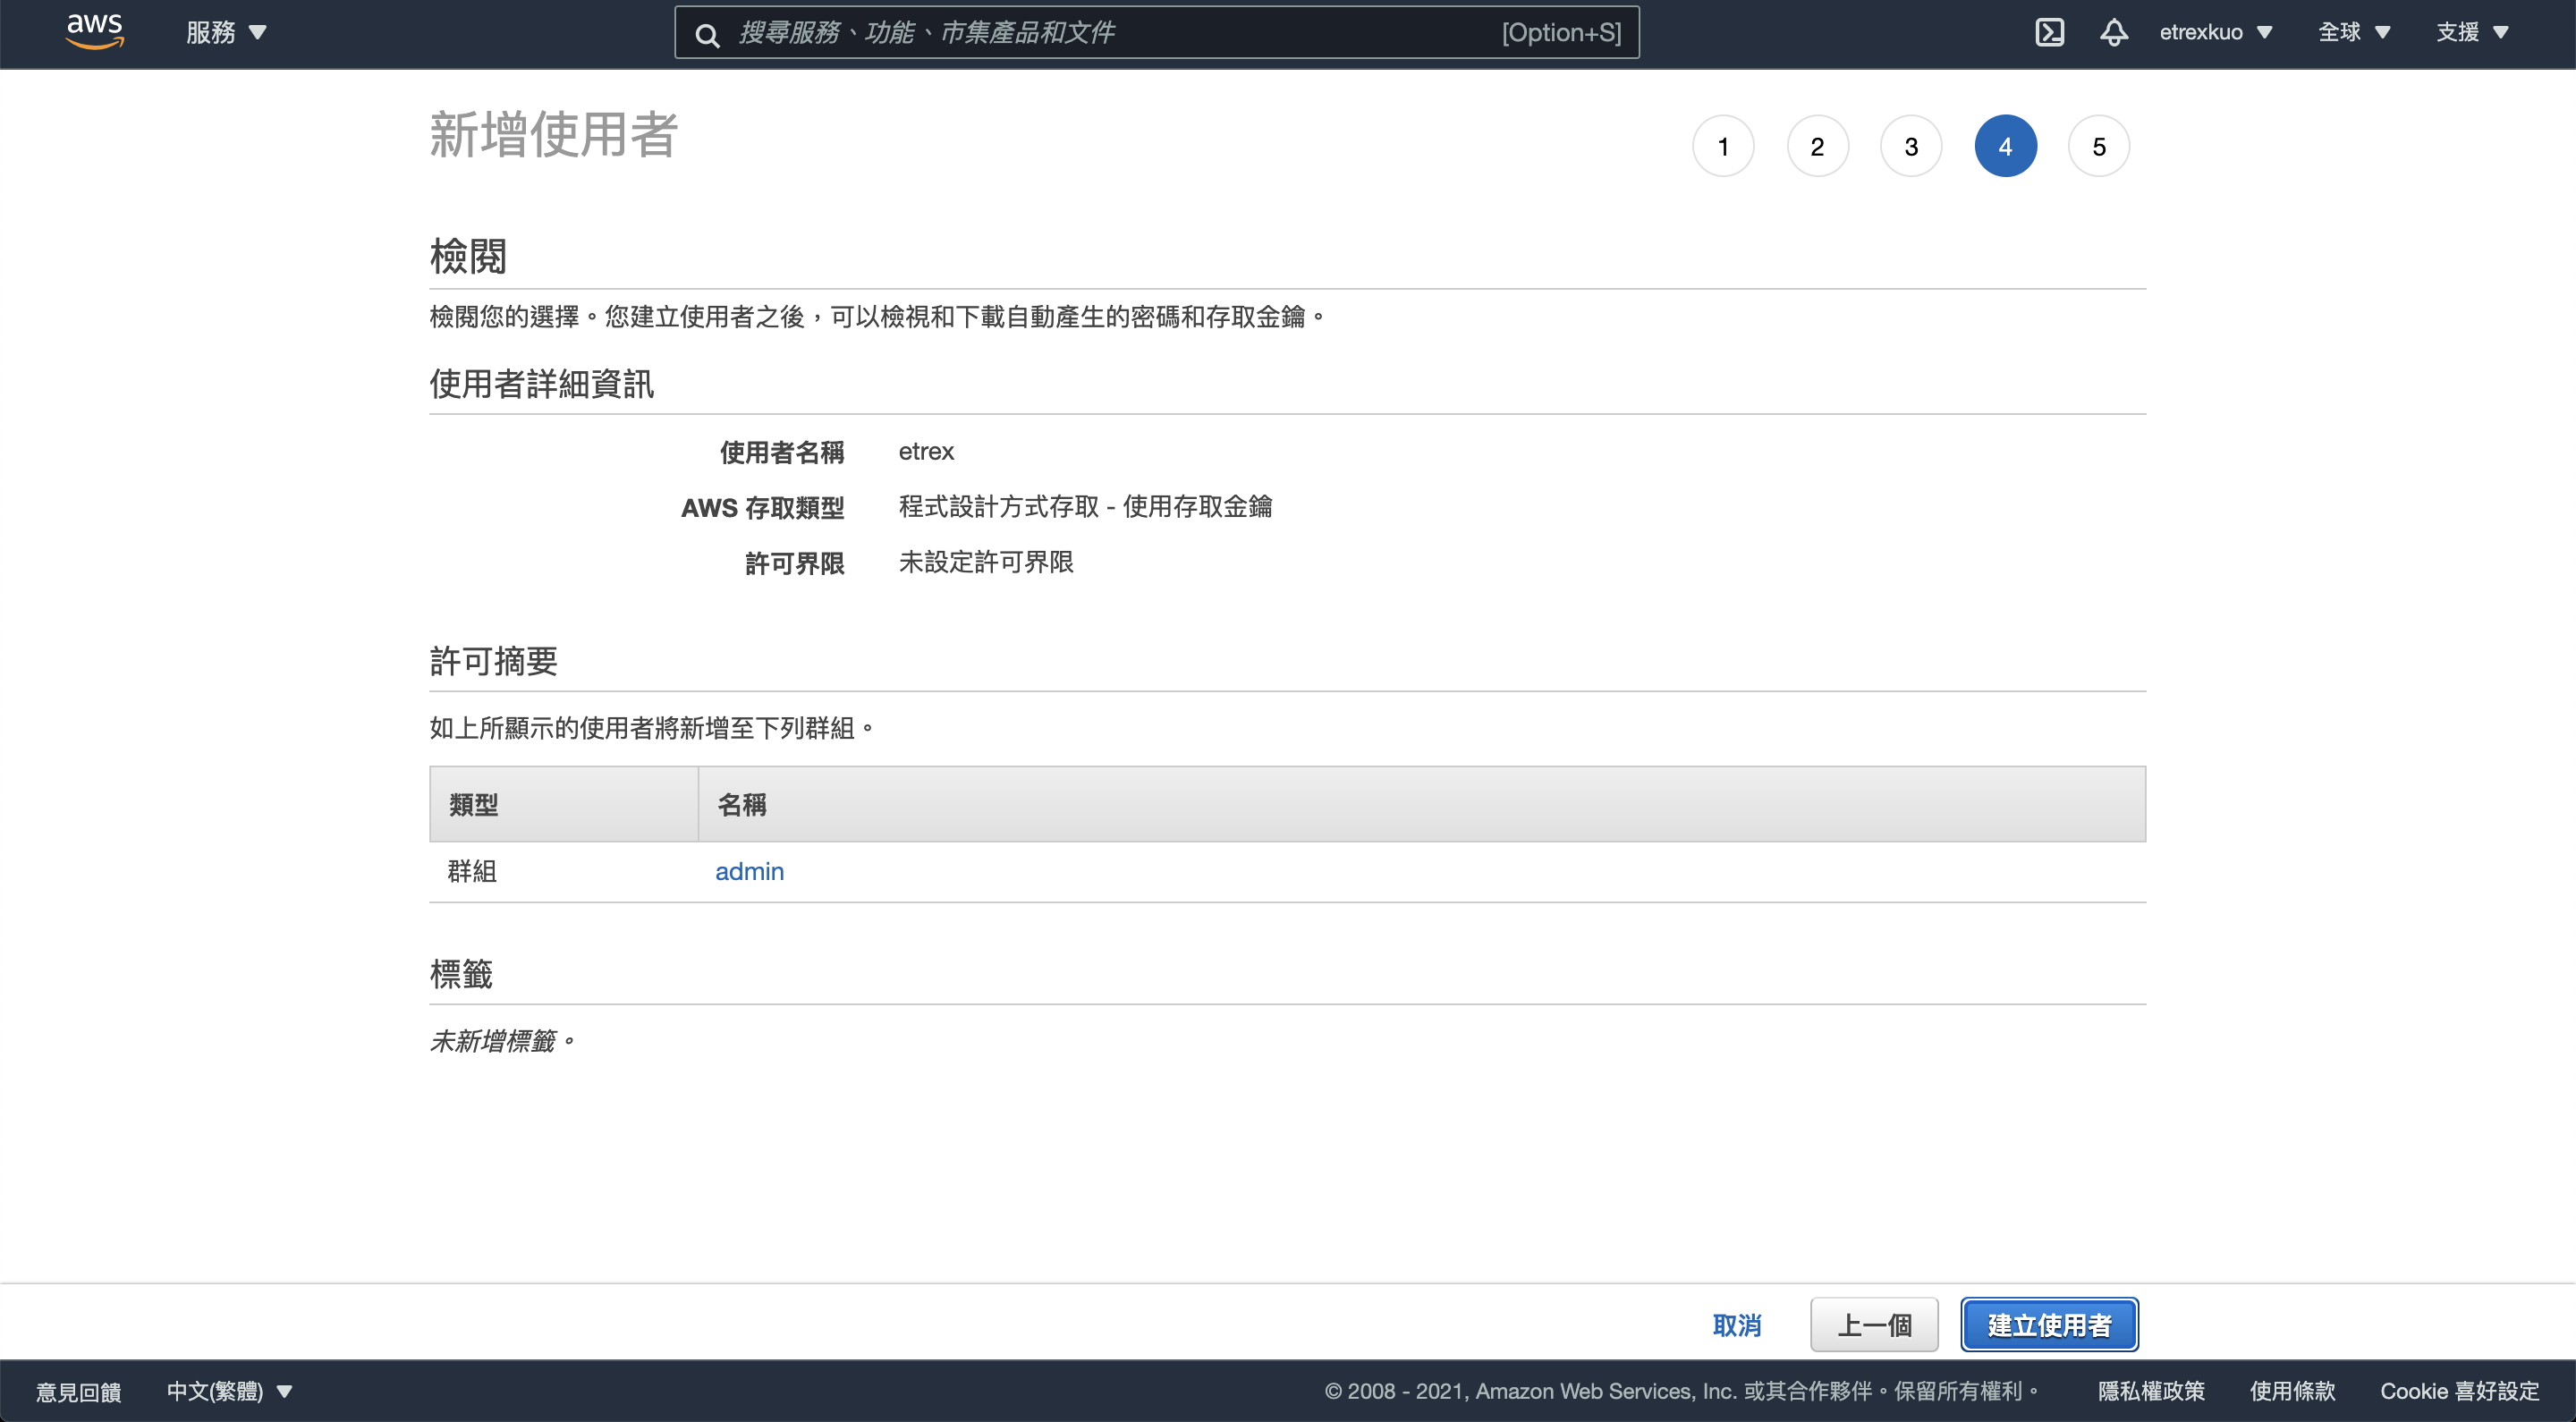 aws 服務 搜尋服務、功能、市集產品和文件 [Option+S] etrexkuo 全球 支援
新增使用者 1 2 3 4 5
檢閱
檢閱您的選擇。您建立使用者之後，可以檢視和下載自動產生的密碼和存取金鑰。
使用者詳細資訊
使用者名稱 etrex
AWS 存取類型 程式設計方式存取 - 使用存取金鑰
許可界限 未設定許可界限
許可摘要
如上所顯示的使用者將新增至下列群組。
類型 名稱
群組 admin
標籤
未新增標籤。
取消 上一個 建立使用者
意見回饋 中文(繁體) © 2008 - 2021, Amazon Web Services, Inc. 或其合作夥伴。保留所有權利。 隱私權政策 使用條款 Cookie 喜好設定